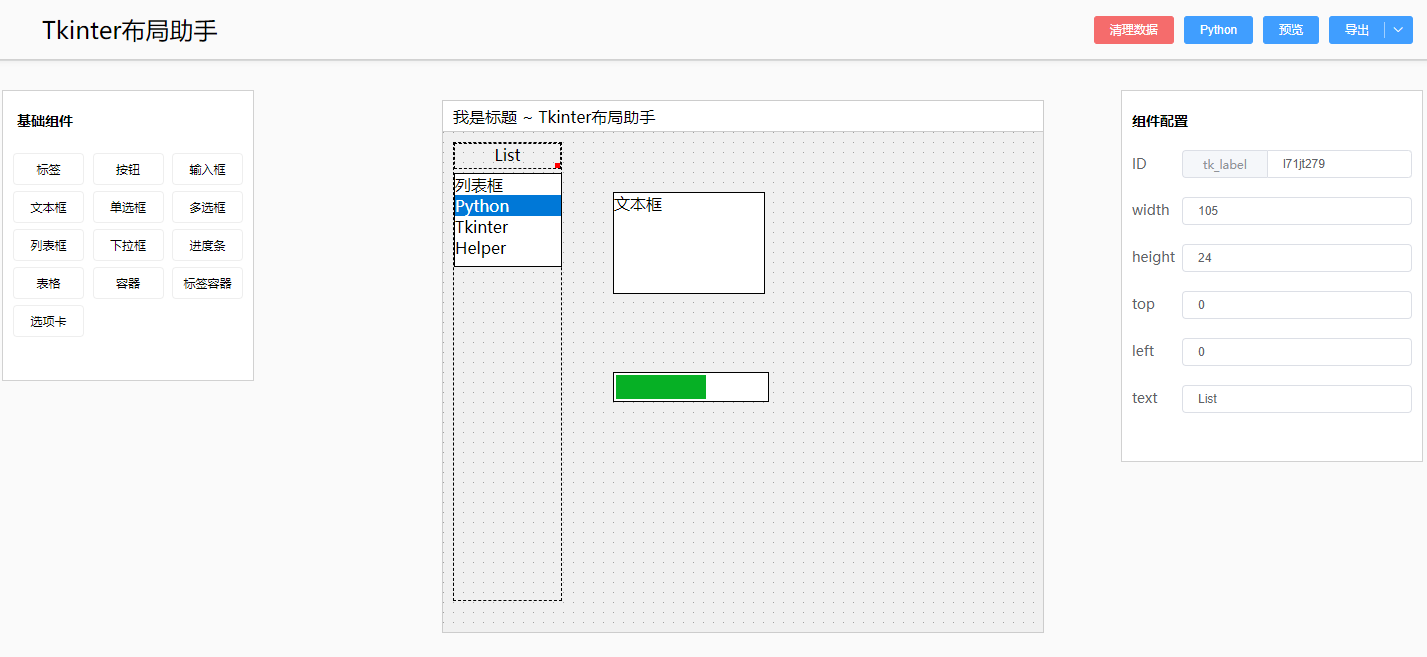 Tkinter布局助手
清理数据 Python 预览 导出
基础组件
标签 按钮 输入框
文本框 单选框 多选框
列表框 下拉框 进度条
表格 容器 标签容器
选项卡
我是标题 ~ Tkinter布局助手
List
列表框
Python
Tkinter
Helper
文本框
组件配置
ID tk_label l71jt279
width 105
height 24
top 0
left 0
text List